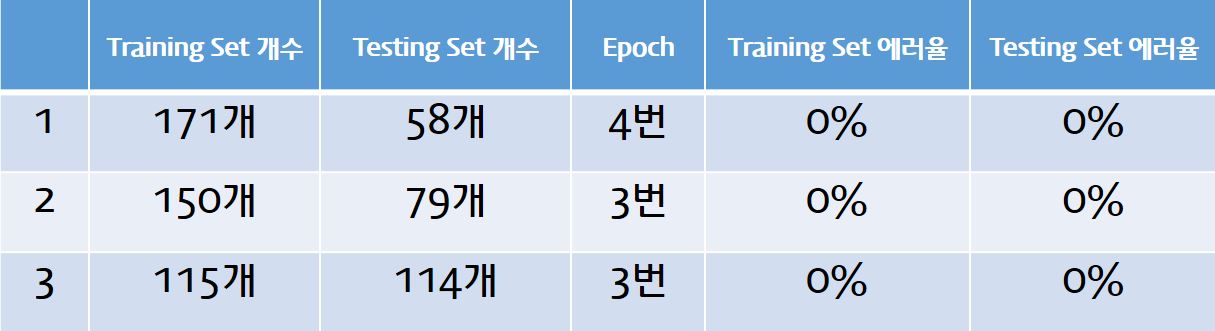 Training Set 개수 Testing Set 개수 Epoch Training Set 에러율 Testing Set 에러율
1 171개 58개 4번 0% 0%
2 150개 79개 3번 0% 0%
3 115개 114개 3번 0% 0%